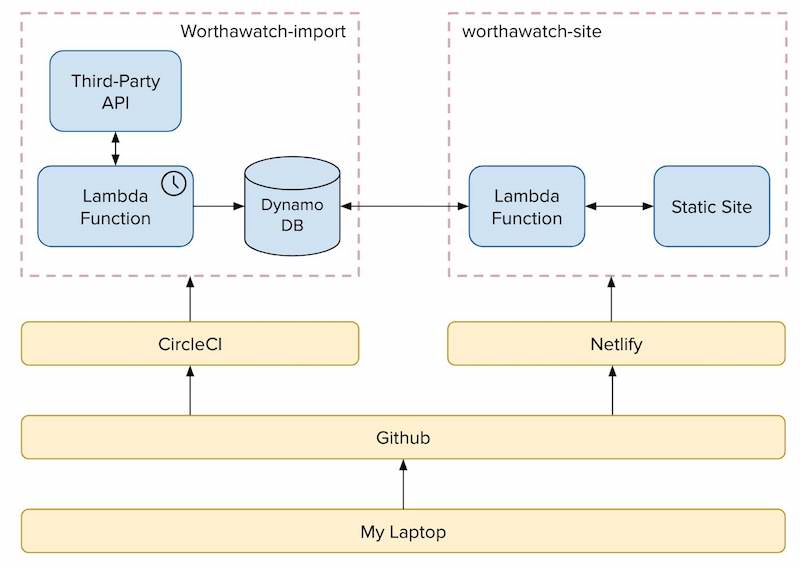 Worthawatch-import
worthawatch-site
Third-Party
API
Lambda
Function
Dynamo
DB
Lambda
Function
Static Site
CircleCI
Netlify
Github
My Laptop